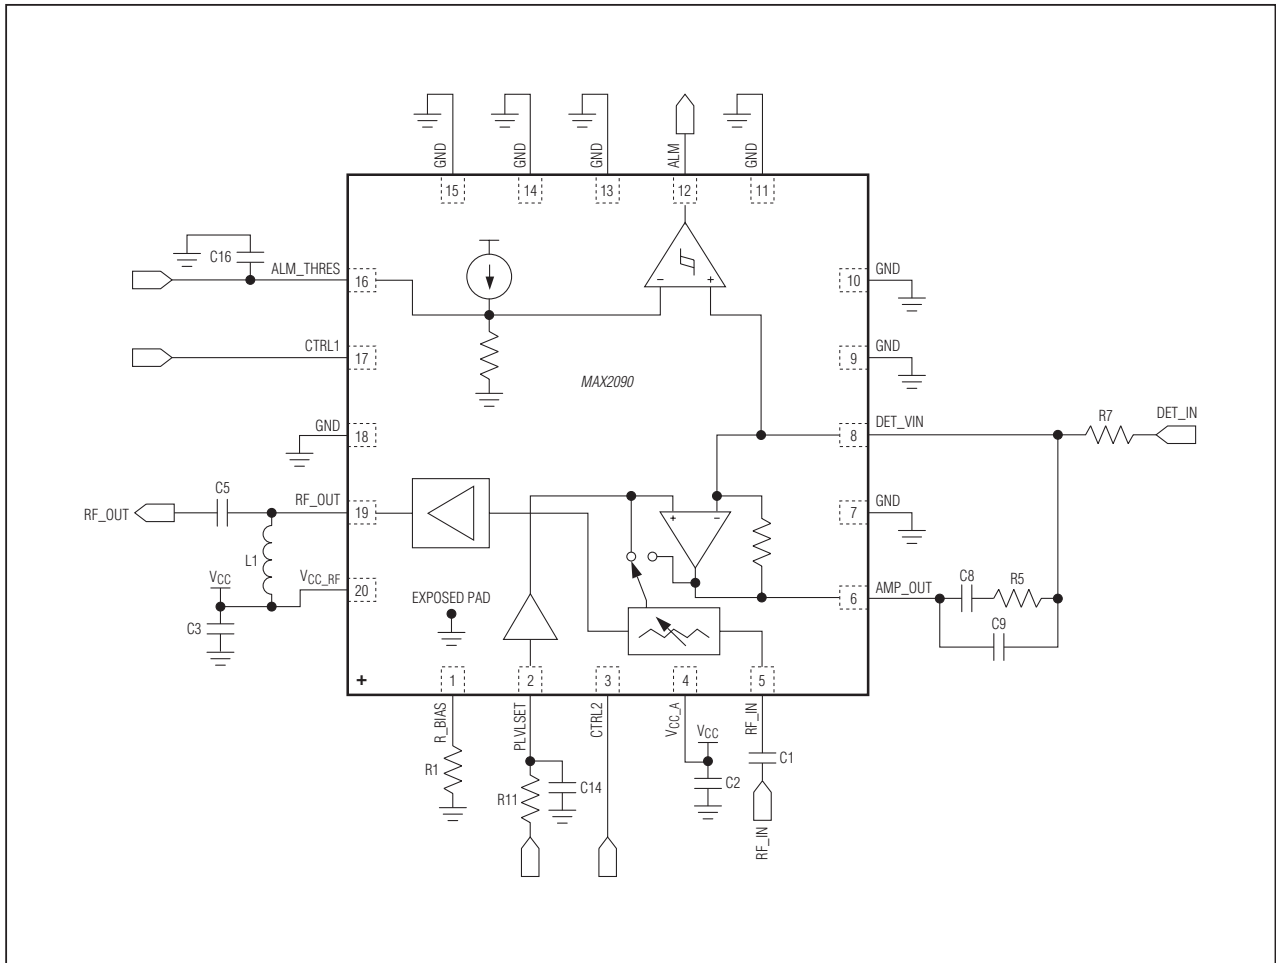 GND
GND
GND
ALM
GND
15
14
13
12
11
C16
ALM_THRES
16
- +
10
GND
CTRL1
17
9
GND
MAX2090
GND
18
8
DET_VIN
R7
DET_IN
C5
RF_OUT
RF_OUT
19
+ -
7
GND
L1
VCC
VCC_RF
20
EXPOSED PAD
6
AMP_OUT
C8
R5
C3
C9
+
1
2
3
4
5
R_BIAS
PLVLSET
CTRL2
VCC_A
RF_IN
VCC
R1
R11
C14
C2
C1
RF_IN